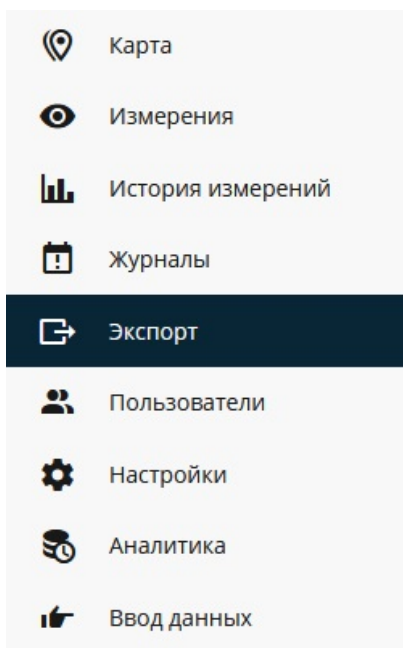 Карта
Измерения
История измерений
Журналы
Экспорт
Пользователи
Настройки
Аналитика
Ввод данных